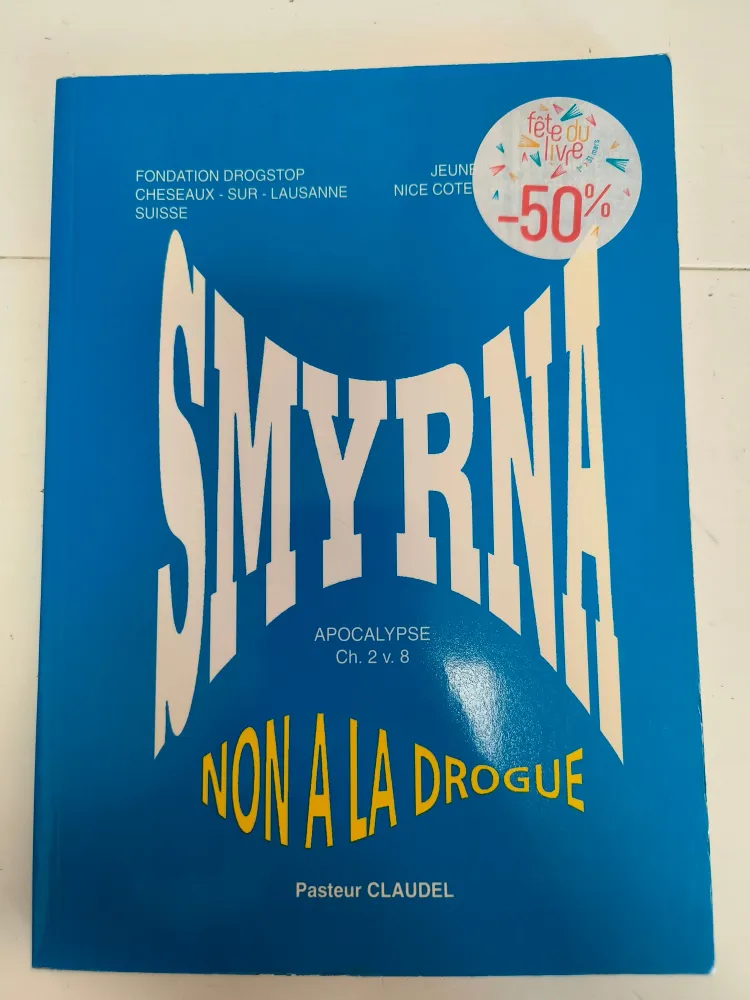 FONDATION DROGSTOP
CHESEAUX - SUR - LAUSANNE
SUISSE
NICE COTE
fête du
livre
-50%
SMYRNA
APOCALYPSE
Ch. 2 v. 8
NON A LA DROGUE
Pasteur CLAUDEL